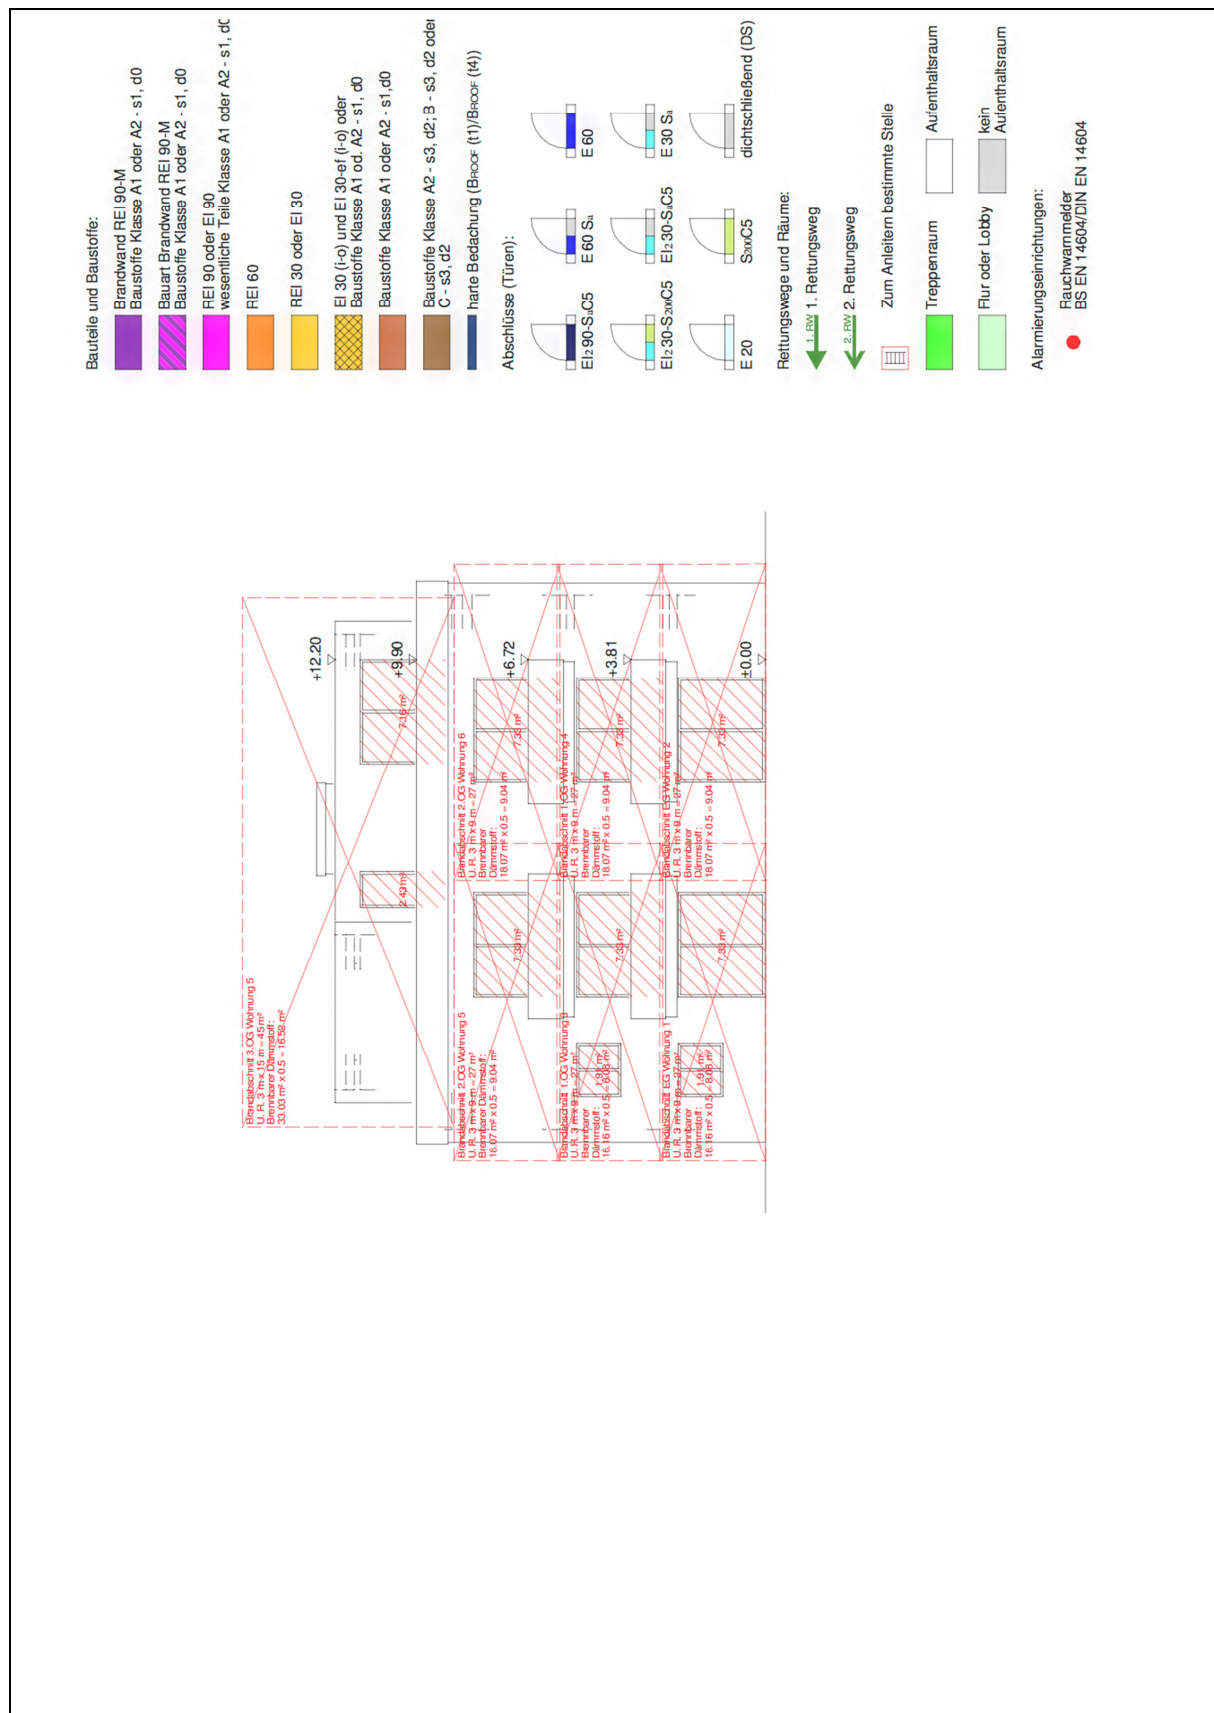 Bauteile und Baustoffe:
Brandwand REI 90-M
Baustoffe Klasse A1 oder A2 - s1, d0
Bauart Brandwand REI 90-M
Baustoffe Klasse A1 oder A2 - s1, d0
REI 90 oder EI 90
wesentliche Teile Klasse A1 oder A2 - s1, d0
REI 60
REI 30 oder EI 30
EI 30 (i-o) und EI 30-ef (i-o) oder
Baustoffe Klasse A1 od. A2 - s1, d0
Baustoffe Klasse A1 oder A2 - s1,d0
Baustoffe Klasse A2 - s3, d2; B - s3, d2 oder
C - s3, d2
harte Bedachung (BROOF (t1)/BROOF (t4))
Abschlüsse (Türen):
EI₂ 90-SₐC5
E 60 Sₐ
E 60
EI₂ 30-S₂₀₀C5
EI₂ 30-SₐC5
E 30 Sₐ
E 20
S₂₀₀C5
dichtschließend (DS)
Rettungswege und Räume:
1. RW
1. Rettungsweg
2. RW
2. Rettungsweg
Zum Anleitern bestimmte Stelle
Treppenraum
Aufenthaltsraum
Flur oder Lobby
kein
Aufenthaltsraum
Alarmierungseinrichtungen:
Rauchwarnmelder
BS EN 14604/DIN EN 14604
Brandabschnitt 3.OG Wohnung 5
U. R. 3 m x 15 m = 45 m²
Brennbarer Dämmstoff:
33.03 m² x 0.5 = 16.52 m²
+12.20
+9.90
2.43 m²
7.16 m²
Brandabschnitt 2.OG Wohnung 5
U. R. 3 m x 9 m = 27 m²
Brennbarer Dämmstoff:
18.07 m² x 0.5 = 9.04 m²
7.33 m²
Brandabschnitt 2.OG Wohnung 6
U. R. 3 m x 9 m = 27 m²
Brennbarer
Dämmstoff:
18.07 m² x 0.5 = 9.04 m²
7.33 m²
+6.72
Brandabschnitt 1.OG Wohnung 3
U. R. 3 m x 9 m = 27 m²
Brennbarer
Dämmstoff:
16.16 m² x 0.5 = 8.08 m²
1.91 m²
7.33 m²
Brandabschnitt 1.OG Wohnung 4
U. R. 3 m x 9 m = 27 m²
Brennbarer
Dämmstoff:
18.07 m² x 0.5 = 9.04 m²
7.33 m²
+3.81
Brandabschnitt EG Wohnung 1
U. R. 3 m x 9 m = 27 m²
Brennbarer
Dämmstoff:
16.16 m² x 0.5 = 8.08 m²
1.91 m²
7.33 m²
Brandabschnitt EG Wohnung 2
U. R. 3 m x 9 m = 27 m²
Brennbarer
Dämmstoff:
18.07 m² x 0.5 = 9.04 m²
7.33 m²
±0.00